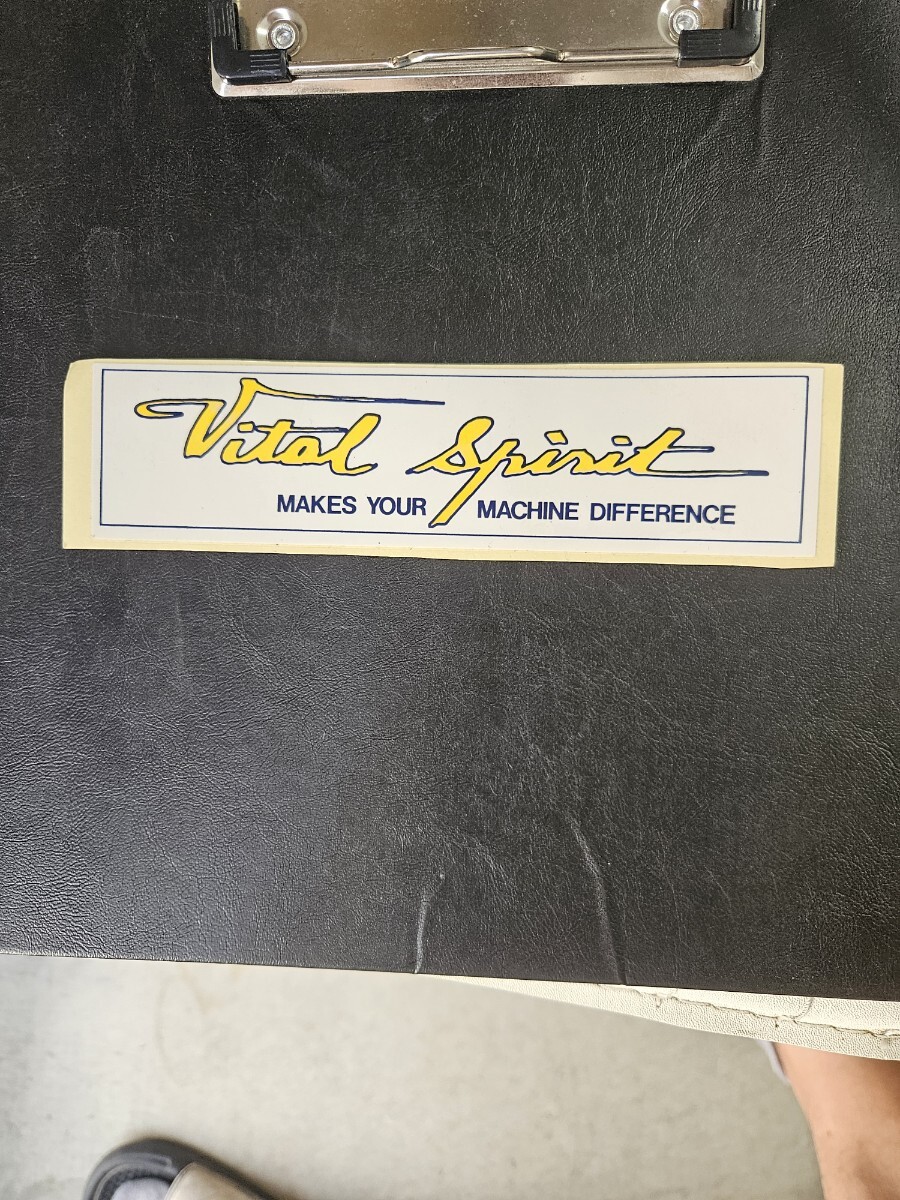 Vital Spirit
MAKES YOUR MACHINE DIFFERENCE